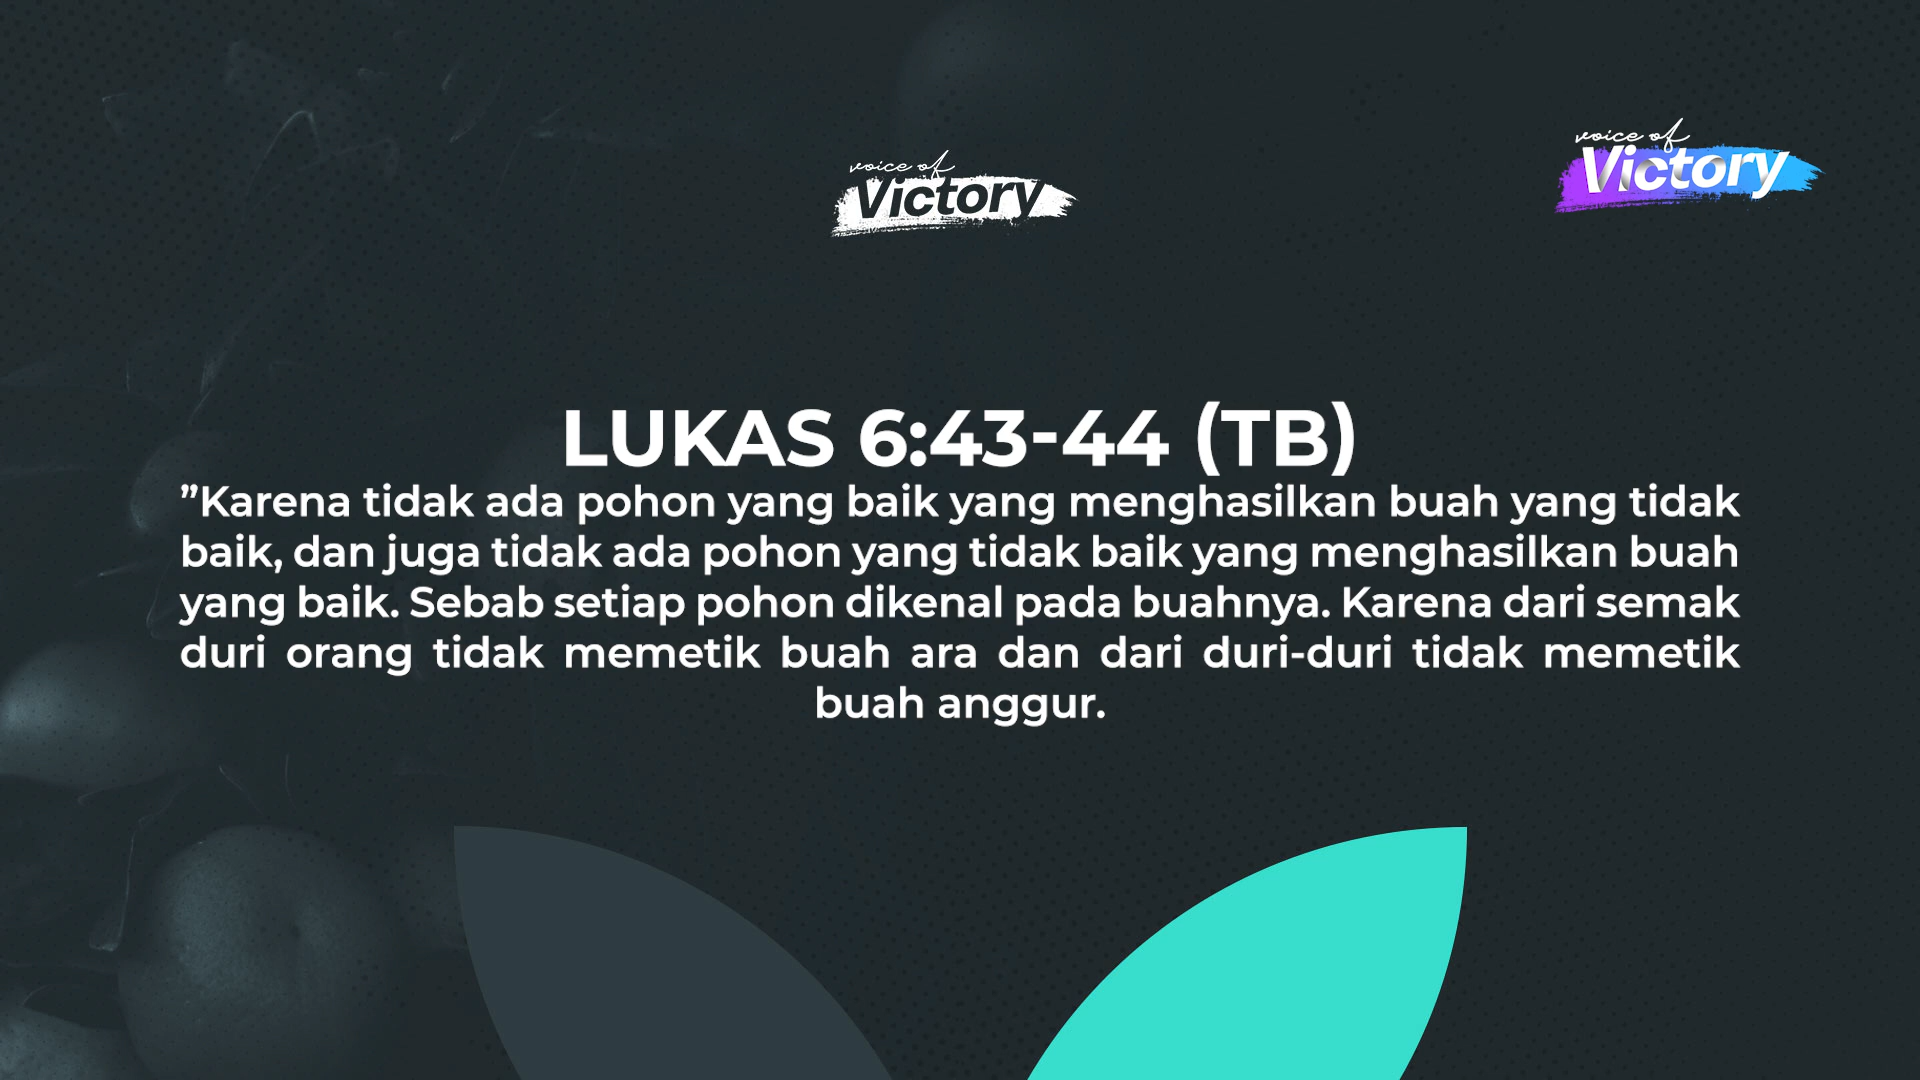 voice of
Victory
voice of
Victory
LUKAS 6:43-44 (TB)
”Karena tidak ada pohon yang baik yang menghasilkan buah yang tidak
baik, dan juga tidak ada pohon yang tidak baik yang menghasilkan buah
yang baik. Sebab setiap pohon dikenal pada buahnya. Karena dari semak
duri orang tidak memetik buah ara dan dari duri-duri tidak memetik
buah anggur.